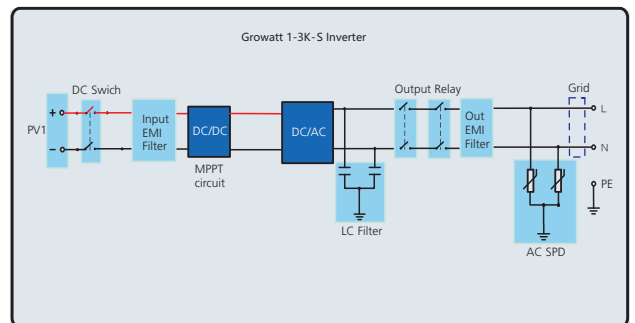 Growatt 1-3K-S Inverter
DC Swich
Output Relay
Grid
+
PV1
−
Input
EMI
Filter
DC/DC
DC/AC
Out
EMI
Filter
L
N
PE
MPPT
circuit
LC Filter
AC SPD